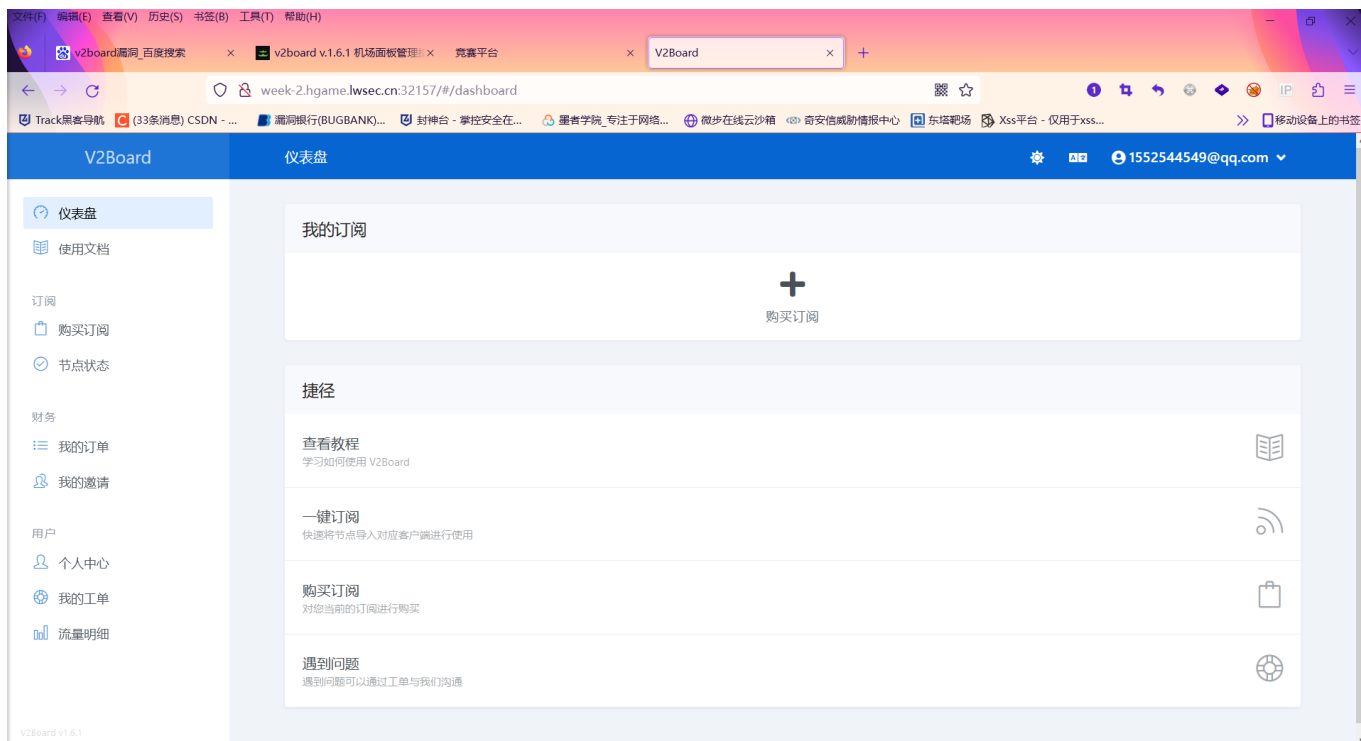 文件(F) 编辑(E) 查看(V) 历史(S) 书签(B) 工具(T) 帮助(H)
v2board漏洞_百度搜索 × v2board v.1.6.1 机场面板管理 × 竞赛平台 × V2Board × +
week-2.hgame.lwsec.cn:32157/#/dashboard
Track黑客导航 (33条消息) CSDN - ... 漏洞银行(BUGBANK)... 封神台 - 掌控安全在... 墨者学院_专注于网络... 微步在线云沙箱 奇安信威胁情报中心 东塔靶场 Xss平台 - 仅用于xss... 移动设备上的书签
V2Board 仪表盘 1552544549@qq.com
仪表盘
使用文档
订阅
购买订阅
节点状态
财务
我的订单
我的邀请
用户
个人中心
我的工单
流量明细
V2Board v1.6.1
我的订阅
购买订阅
捷径
查看教程
学习如何使用 V2Board
一键订阅
快速将节点导入对应客户端进行使用
购买订阅
对您当前的订阅进行购买
遇到问题
遇到问题可以通过工单与我们沟通